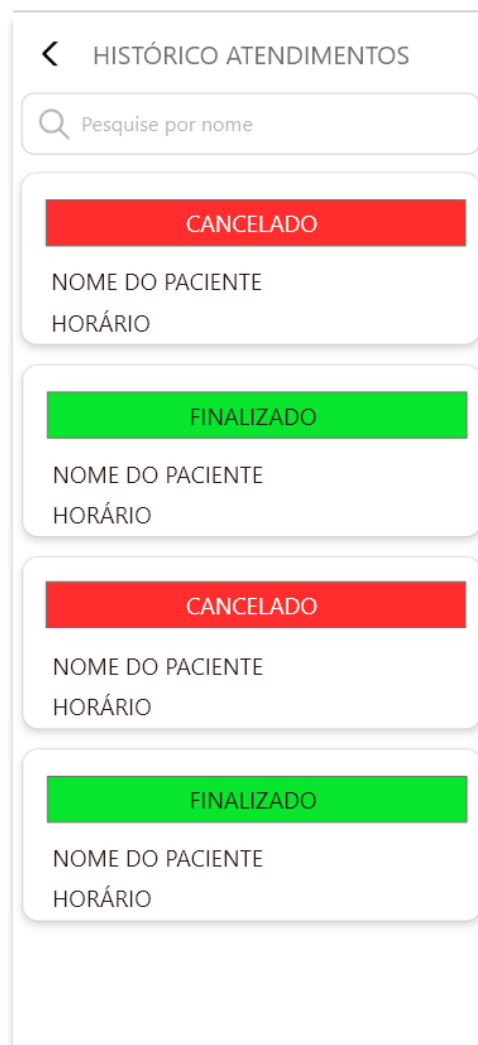 HISTÓRICO ATENDIMENTOS
Pesquise por nome
CANCELADO
NOME DO PACIENTE
HORÁRIO
FINALIZADO
NOME DO PACIENTE
HORÁRIO
CANCELADO
NOME DO PACIENTE
HORÁRIO
FINALIZADO
NOME DO PACIENTE
HORÁRIO